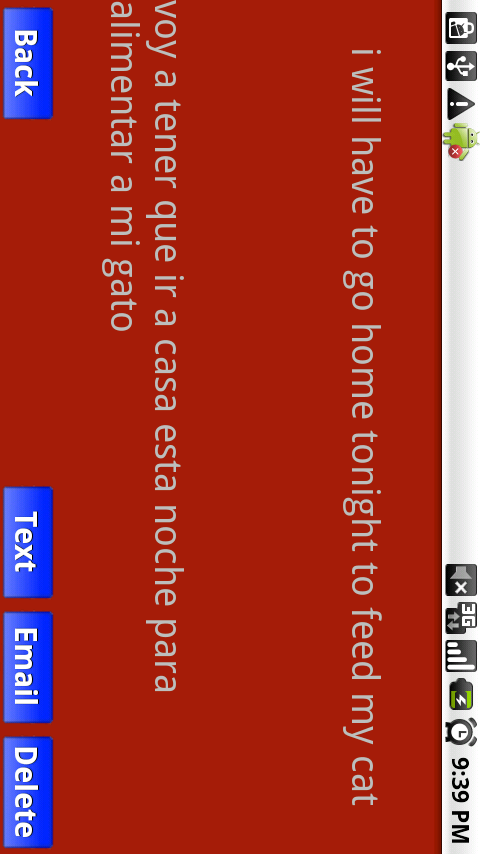 3G 9:39 PM
i will have to go home tonight to feed my cat
voy a tener que ir a casa esta noche para
alimentar a mi gato
Back Text Email Delete